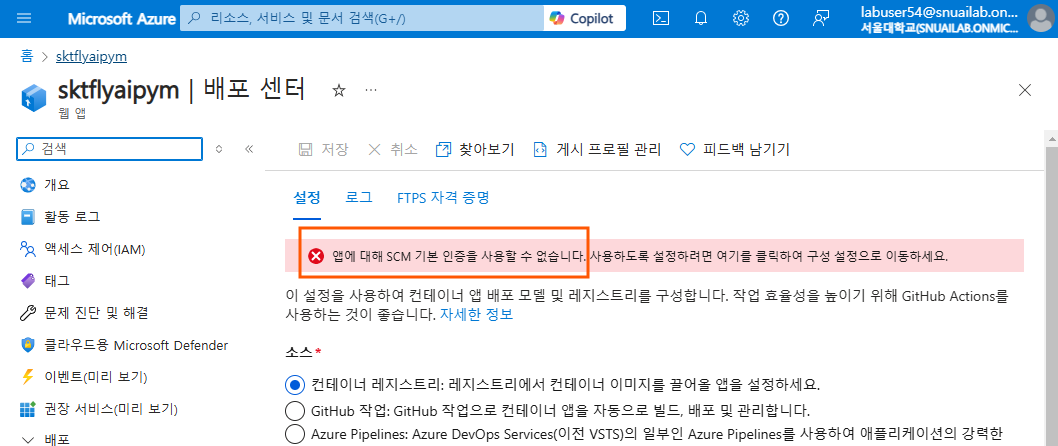 Microsoft Azure
리소스, 서비스 및 문서 검색(G+/)
Copilot
labuser54@snuailab.on...
서울대학교(SNUAILAB.ONMIC...
홈 > sktflyaipym
sktflyaipym | 배포 센터
웹 앱
검색
저장 취소 찾아보기 게시 프로필 관리 피드백 남기기
개요
활동 로그
액세스 제어(IAM)
태그
문제 진단 및 해결
클라우드용 Microsoft Defender
이벤트(미리 보기)
권장 서비스(미리 보기)
배포
설정 로그 FTPS 자격 증명
앱에 대해 SCM 기본 인증을 사용할 수 없습니다. 사용하도록 설정하려면 여기를 클릭하여 구성 설정으로 이동하세요.
이 설정을 사용하여 컨테이너 앱 배포 모델 및 레지스트리를 구성합니다. 작업 효율성을 높이기 위해 GitHub Actions를
사용하는 것이 좋습니다. 자세한 정보
소스 *
컨테이너 레지스트리: 레지스트리에서 컨테이너 이미지를 끌어올 앱을 설정하세요.
GitHub 작업: GitHub 작업으로 컨테이너 앱을 자동으로 빌드, 배포 및 관리합니다.
Azure Pipelines: Azure DevOps Services(이전 VSTS)의 일부인 Azure Pipelines를 사용하여 애플리케이션의 강력한